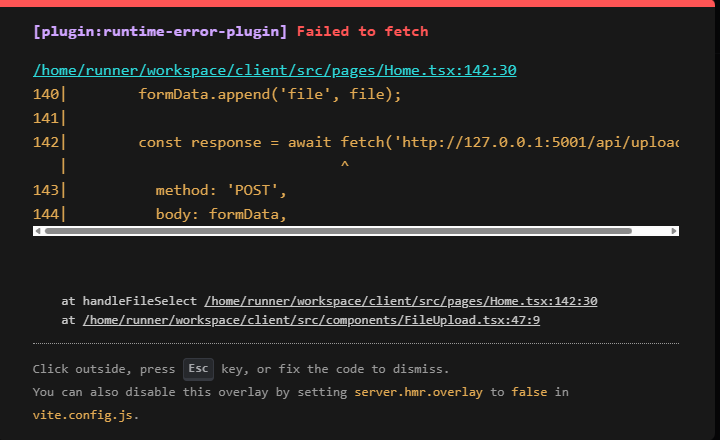 [plugin:runtime-error-plugin] Failed to fetch
/home/runner/workspace/client/src/pages/Home.tsx:142:30
140|        formData.append('file', file);
141|
142|        const response = await fetch('http://127.0.0.1:5001/api/uploa
   |                               ^
143|          method: 'POST',
144|          body: formData,
at handleFileSelect /home/runner/workspace/client/src/pages/Home.tsx:142:30
at /home/runner/workspace/client/src/components/FileUpload.tsx:47:9
Click outside, press Esc key, or fix the code to dismiss.
You can also disable this overlay by setting server.hmr.overlay to false in
vite.config.js.